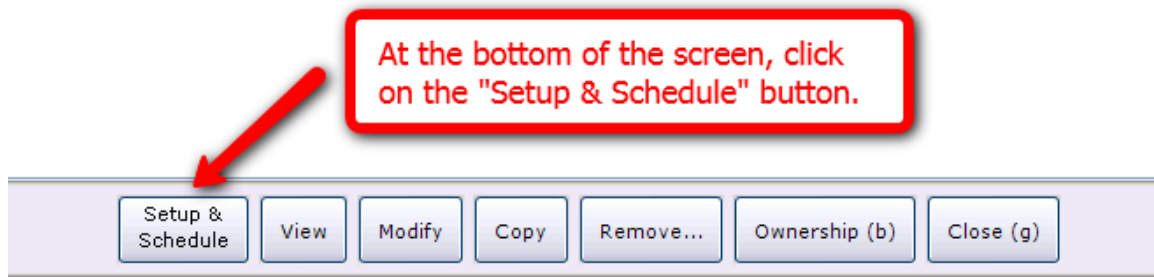 At the bottom of the screen, click
on the "Setup & Schedule" button.
Setup &
Schedule
View
Modify
Copy
Remove...
Ownership (b)
Close (g)